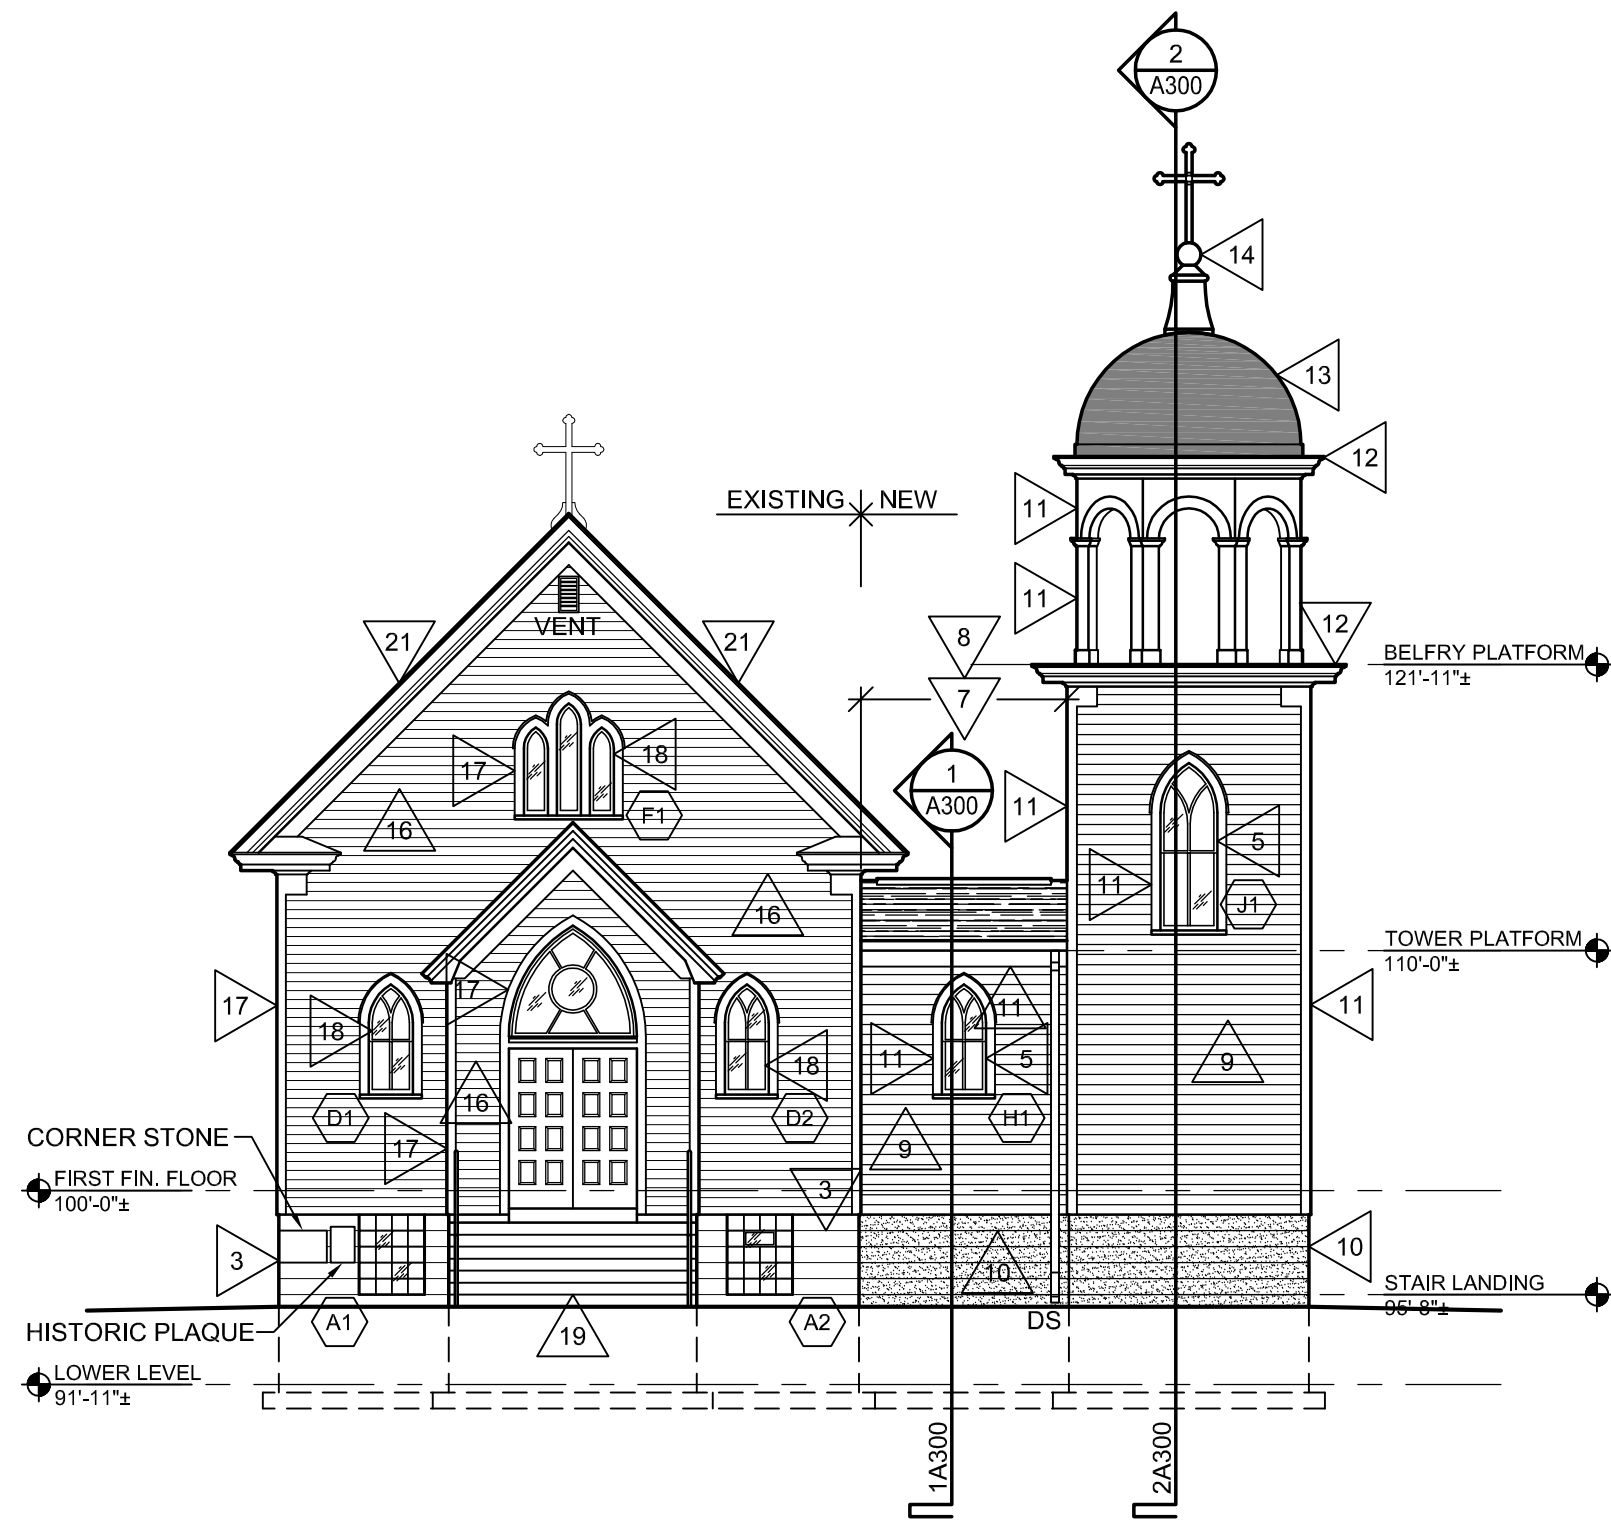 2
A300
14
13
12
11
EXISTING NEW
11
12
8
21
21
VENT
BELFRY PLATFORM
121'-11"±
7
17
18
1
A300
11
F1
16
5
11
J1
16
TOWER PLATFORM
110'-0"±
17
17
11
11
18
18
11
5
9
D1
16
D2
H1
CORNER STONE
17
9
FIRST FIN. FLOOR
100'-0"±
3
3
10
10
STAIR LANDING
95'-8"±
HISTORIC PLAQUE
A1
19
A2
DS
LOWER LEVEL
91'-11"±
1A300
2A300